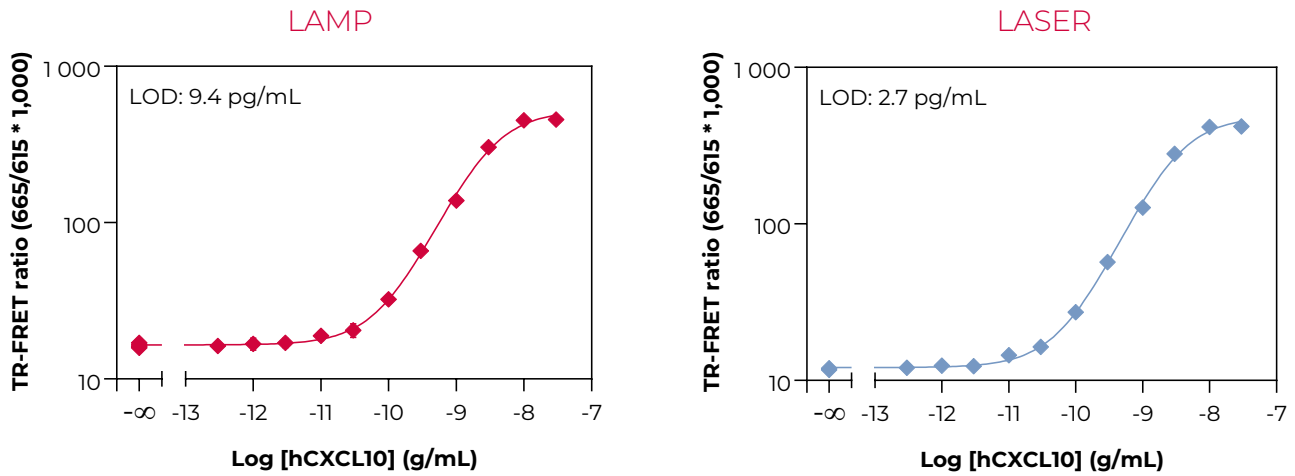 LAMP
TR-FRET ratio (665/615 * 1,000)
1 000
100
10
LOD: 9.4 pg/mL
-∞ -13 -12 -11 -10 -9 -8 -7
Log [hCXCL10] (g/mL)
LASER
TR-FRET ratio (665/615 * 1,000)
1 000
100
10
LOD: 2.7 pg/mL
-∞ -13 -12 -11 -10 -9 -8 -7
Log [hCXCL10] (g/mL)